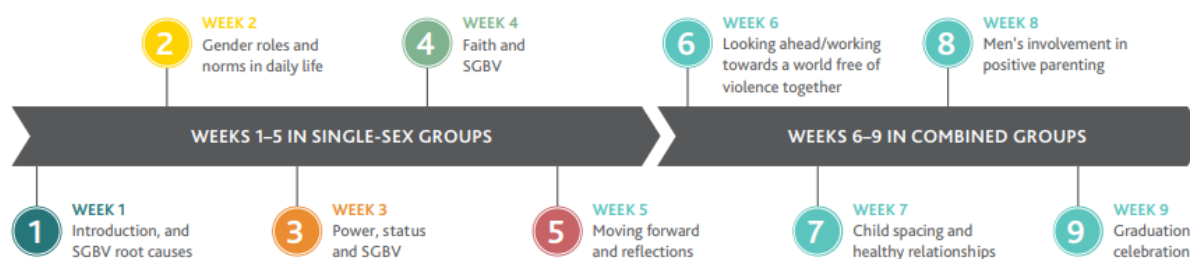 2
WEEK 2
Gender roles and
norms in daily life
4
WEEK 4
Faith and
SGBV
6
WEEK 6
Looking ahead/working
towards a world free of
violence together
8
WEEK 8
Men's involvement in
positive parenting
WEEKS 1–5 IN SINGLE-SEX GROUPS
WEEKS 6–9 IN COMBINED GROUPS
1
WEEK 1
Introduction, and
SGBV root causes
3
WEEK 3
Power, status
and SGBV
5
WEEK 5
Moving forward
and reflections
7
WEEK 7
Child spacing and
healthy relationships
9
WEEK 9
Graduation
celebration